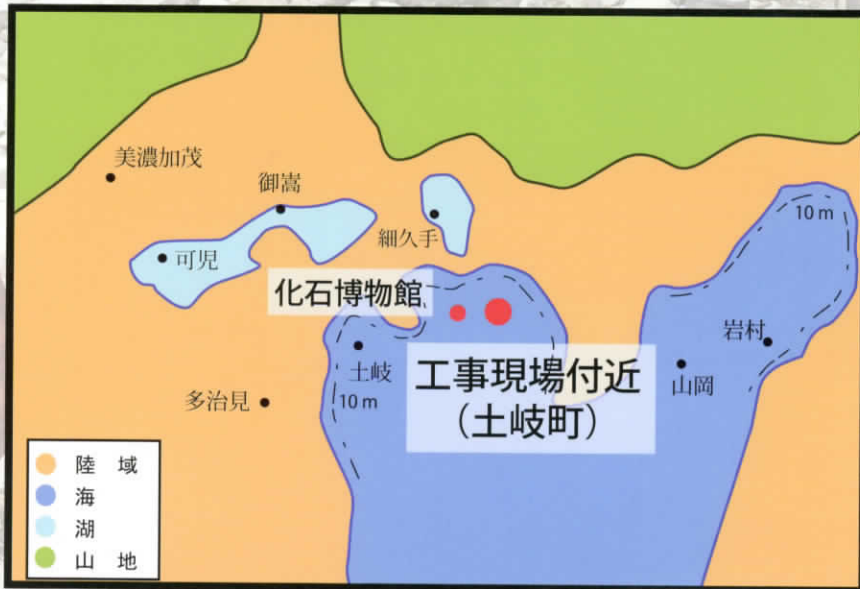 美濃加茂
御嵩
10 m
細久手
可児
化石博物館
岩村
工事現場付近
(土岐町)
土岐
山岡
多治見
10 m
陸 域
海
湖
山 地